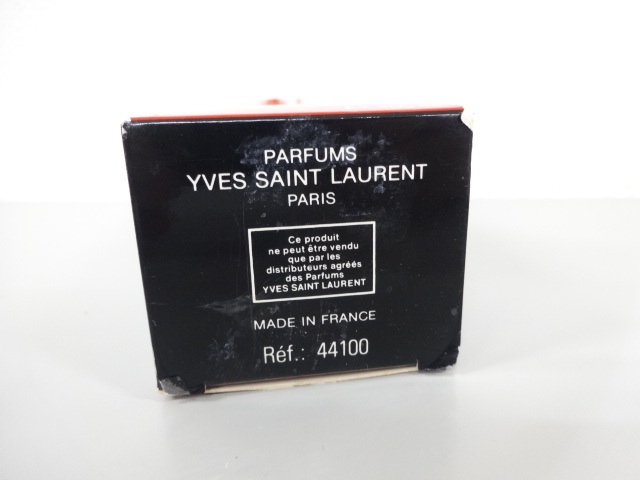 PARFUMS
YVES SAINT LAURENT
PARIS
Ce produit
ne peut être vendu
que par les
distributeurs agréés
des Parfums
YVES SAINT LAURENT
MADE IN FRANCE
Réf.: 44100